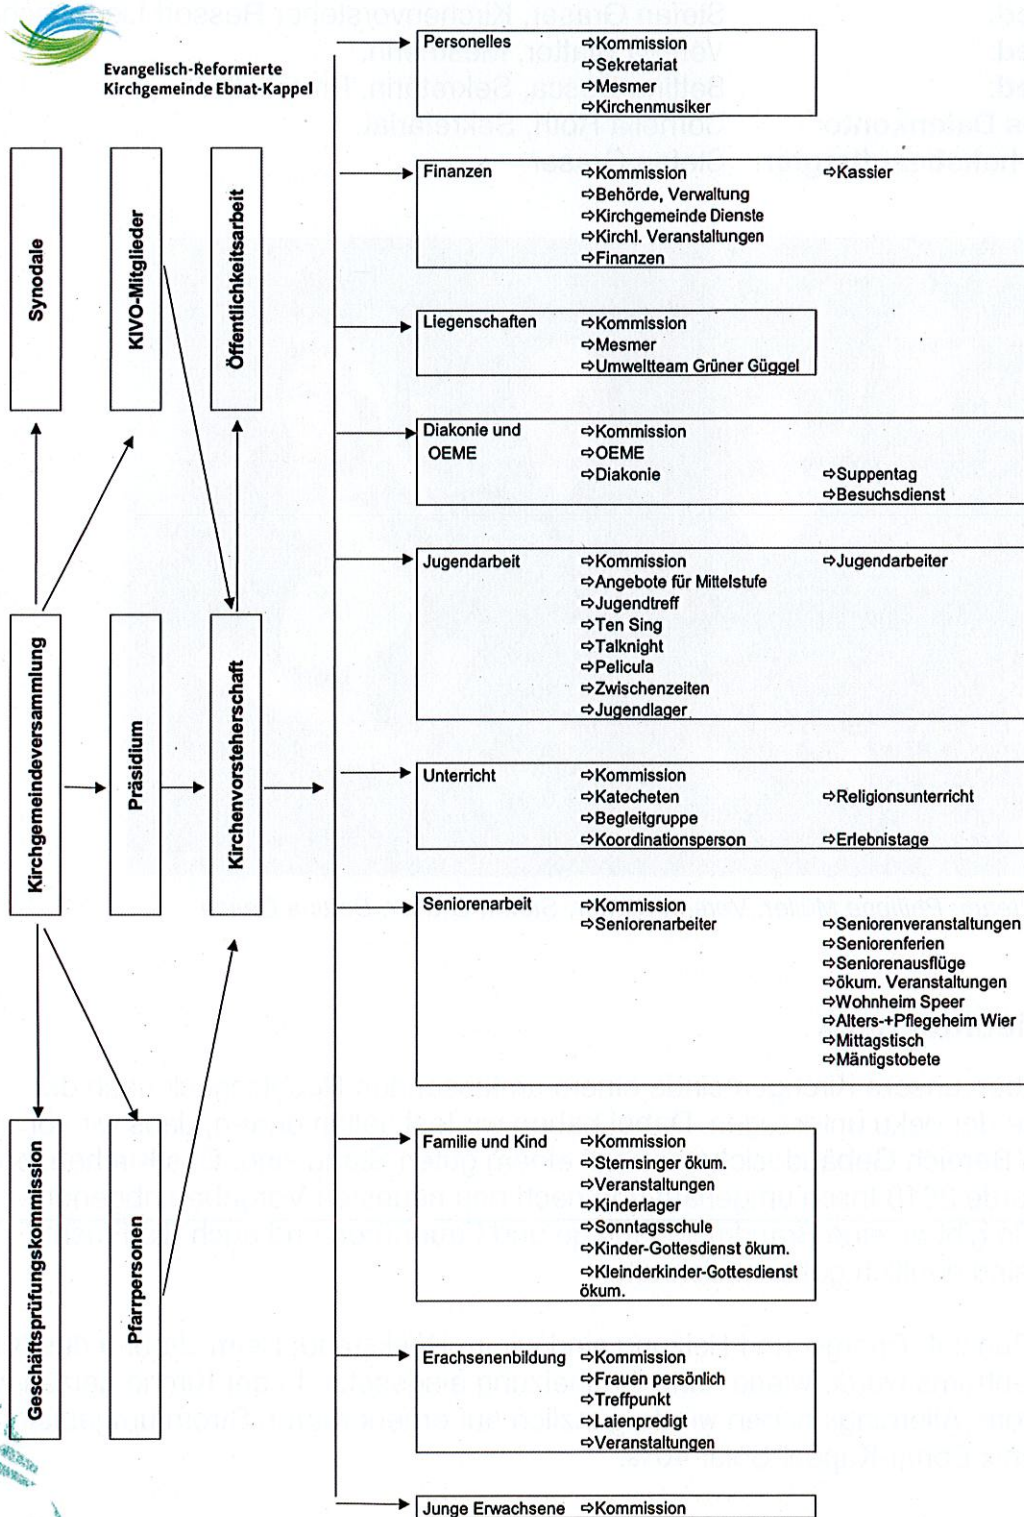 Evangelisch-Reformierte
Kirchgemeinde Ebnat-Kappel
Synodale
KIVO-Mitglieder
Öffentlichkeitsarbeit
Kirchgemeindeversammlung
Präsidium
Kirchenvorsteherschaft
Geschäftsprüfungskommission
Pfarrpersonen
Personelles ⇨Kommission
⇨Sekretariat
⇨Mesmer
⇨Kirchenmusiker
Finanzen ⇨Kommission ⇨Kassier
⇨Behörde, Verwaltung
⇨Kirchgemeinde Dienste
⇨Kirchl. Veranstaltungen
⇨Finanzen
Liegenschaften ⇨Kommission
⇨Mesmer
⇨Umweltteam Grüner Güggel
Diakonie und ⇨Kommission
OEME ⇨OEME
⇨Diakonie ⇨Suppentag
⇨Besuchsdienst
Jugendarbeit ⇨Kommission ⇨Jugendarbeiter
⇨Angebote für Mittelstufe
⇨Jugendtreff
⇨Ten Sing
⇨Talknight
⇨Pelicula
⇨Zwischenzeiten
⇨Jugendlager
Unterricht ⇨Kommission
⇨Katecheten ⇨Religionsunterricht
⇨Begleitgruppe
⇨Koordinationsperson ⇨Erlebnistage
Seniorenarbeit ⇨Kommission
⇨Seniorenarbeiter ⇨Seniorenveranstaltungen
⇨Seniorenferien
⇨Seniorenausflüge
⇨ökum. Veranstaltungen
⇨Wohnheim Speer
⇨Alters-+Pflegeheim Wier
⇨Mittagstisch
⇨Mäntigstobete
Familie und Kind ⇨Kommission
⇨Sternsinger ökum.
⇨Veranstaltungen
⇨Kinderlager
⇨Sonntagsschule
⇨Kinder-Gottesdienst ökum.
⇨Kleinderkinder-Gottesdienst
ökum.
Erachsenenbildung ⇨Kommission
⇨Frauen persönlich
⇨Treffpunkt
⇨Laienpredigt
⇨Veranstaltungen
Junge Erwachsene ⇨Kommission